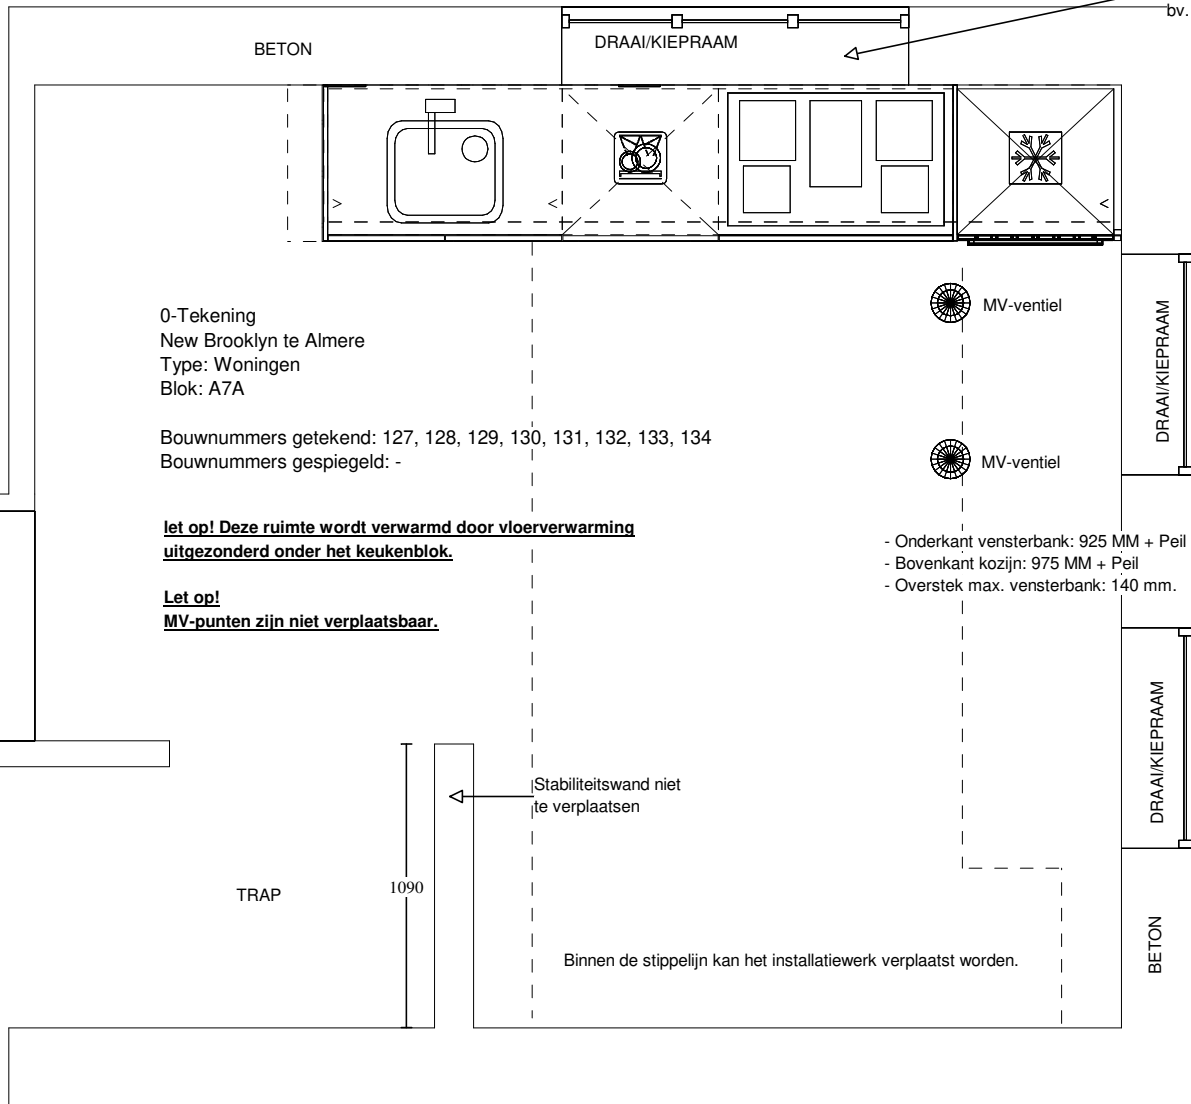 bv.
BETON
DRAAI/KIEPRAAM
MV-ventiel
DRAAI/KIEPRAAM
0-Tekening
New Brooklyn te Almere
Type: Woningen
Blok: A7A
Bouwnummers getekend: 127, 128, 129, 130, 131, 132, 133, 134
Bouwnummers gespiegeld: -
MV-ventiel
let op! Deze ruimte wordt verwarmd door vloerverwarming
uitgezonderd onder het keukenblok.
- Onderkant vensterbank: 925 MM + Peil
- Bovenkant kozijn: 975 MM + Peil
- Overstek max. vensterbank: 140 mm.
Let op!
MV-punten zijn niet verplaatsbaar.
DRAAI/KIEPRAAM
Stabiliteitswand niet
te verplaatsen
1090
TRAP
BETON
Binnen de stippelijn kan het installatiewerk verplaatst worden.